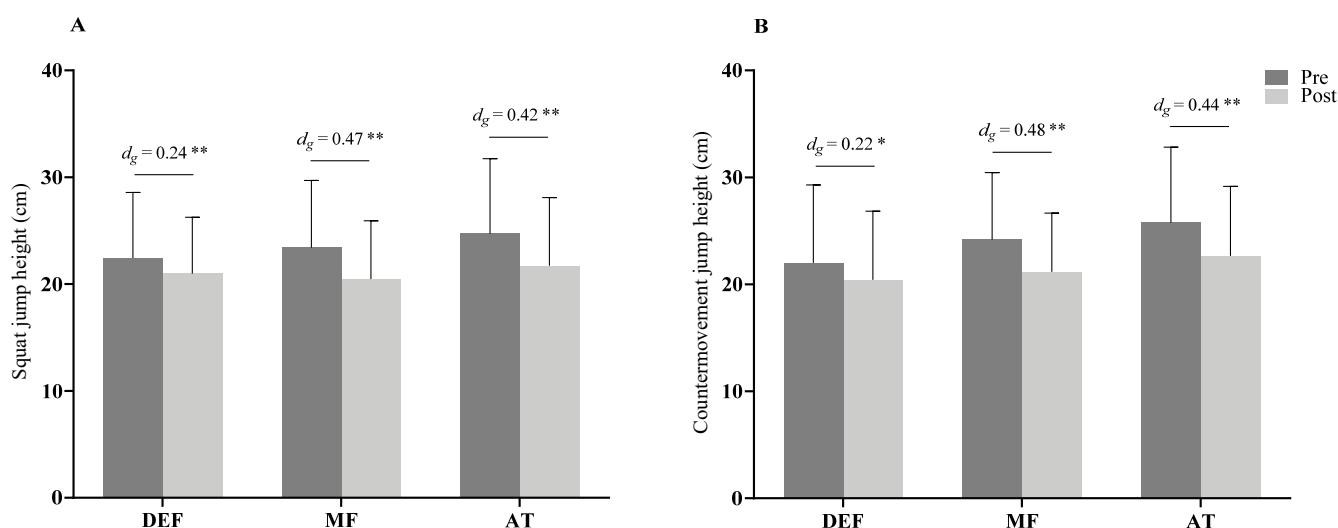 A
Squat jump height (cm)
40
30
20
10
0
d_g = 0.24 **
d_g = 0.47 **
d_g = 0.42 **
DEF
MF
AT
B
Countermovement jump height (cm)
40
30
20
10
0
d_g = 0.22 *
d_g = 0.48 **
d_g = 0.44 **
DEF
MF
AT
Pre
Post